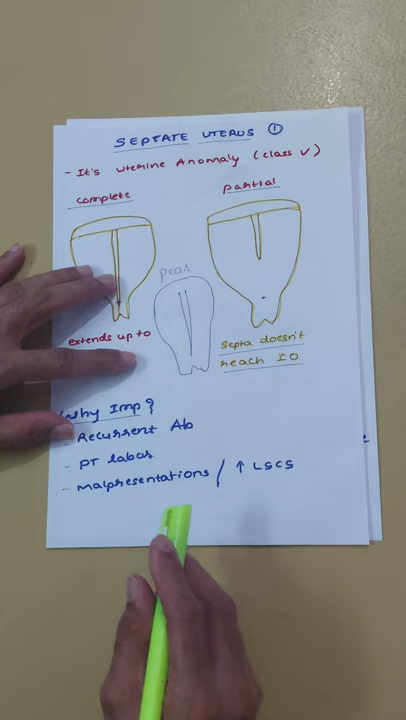 SEPTATE UTERUS ①
- It's uterine Anomaly (class V)
complete
partial
pear
extends up to
Septa doesn't
reach IO
Why Imp?
- Recurrent Ab
- PT labor
- Malpresentations / ↑ LSCS